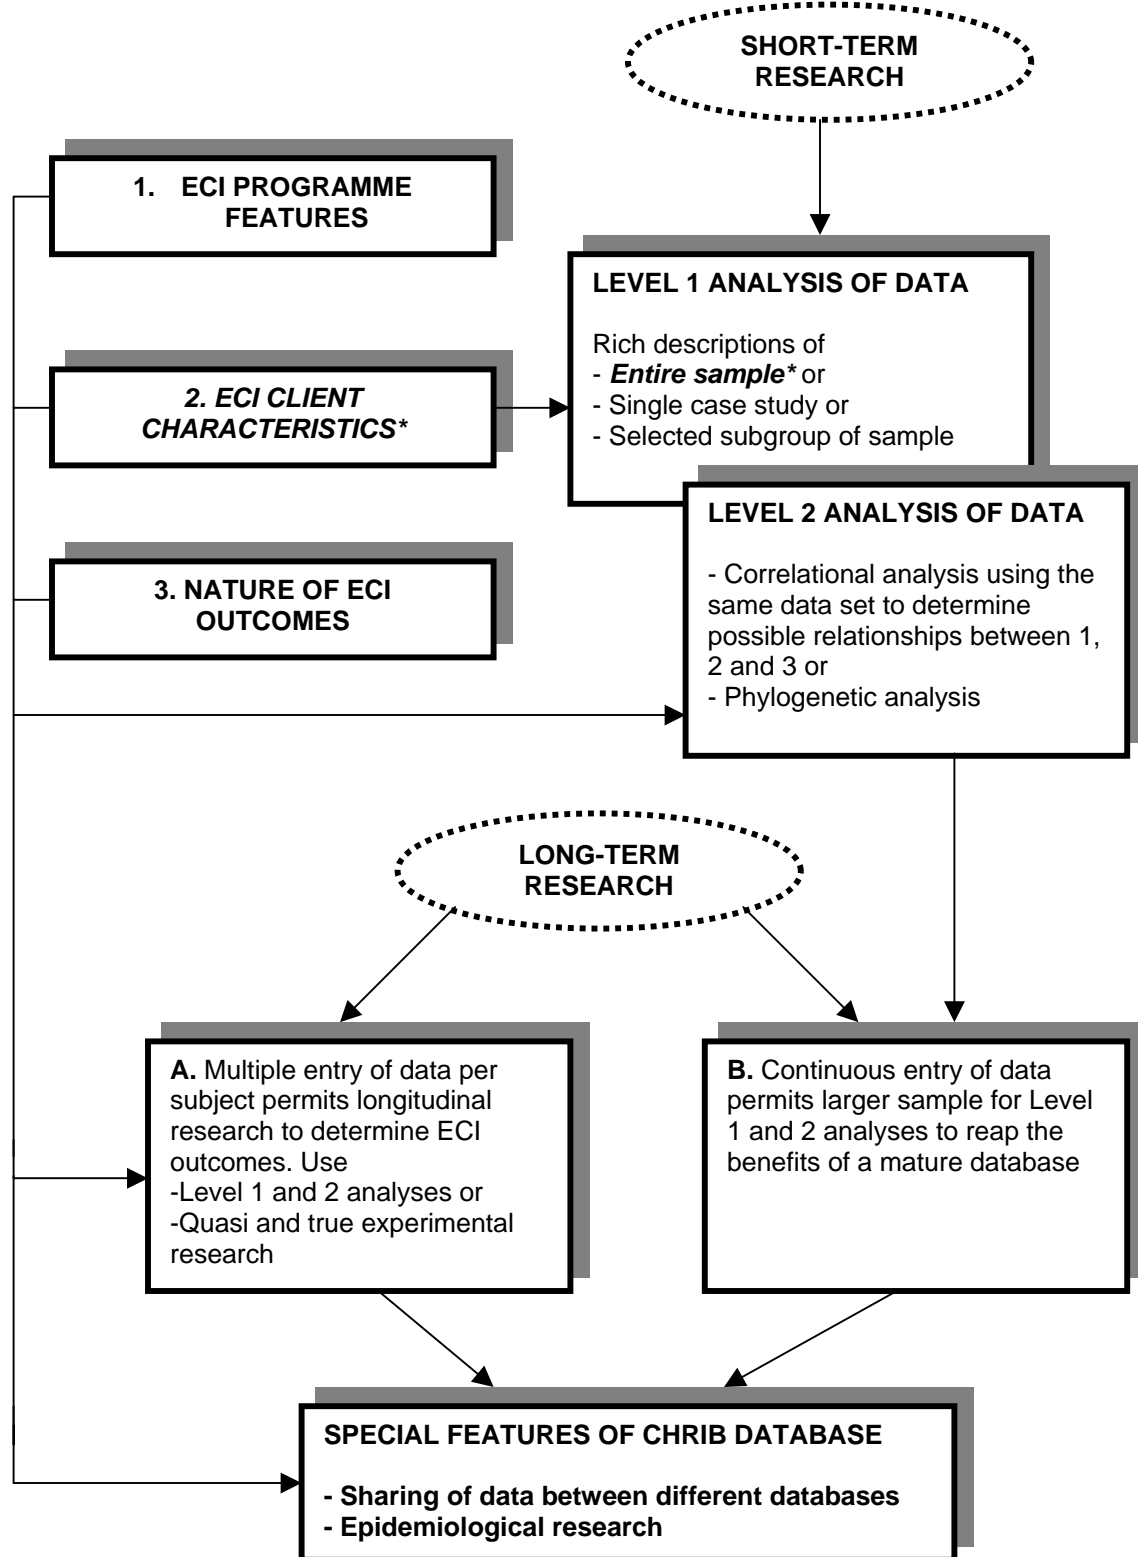 SHORT-TERM
RESEARCH
1. ECI PROGRAMME
FEATURES
LEVEL 1 ANALYSIS OF DATA
Rich descriptions of
- Entire sample* or
- Single case study or
- Selected subgroup of sample
2. ECI CLIENT
CHARACTERISTICS*
LEVEL 2 ANALYSIS OF DATA
- Correlational analysis using the
same data set to determine
possible relationships between 1,
2 and 3 or
- Phylogenetic analysis
3. NATURE OF ECI
OUTCOMES
LONG-TERM
RESEARCH
A. Multiple entry of data per
subject permits longitudinal
research to determine ECI
outcomes. Use
-Level 1 and 2 analyses or
-Quasi and true experimental
research
B. Continuous entry of data
permits larger sample for Level
1 and 2 analyses to reap the
benefits of a mature database
SPECIAL FEATURES OF CHRIB DATABASE
- Sharing of data between different databases
- Epidemiological research